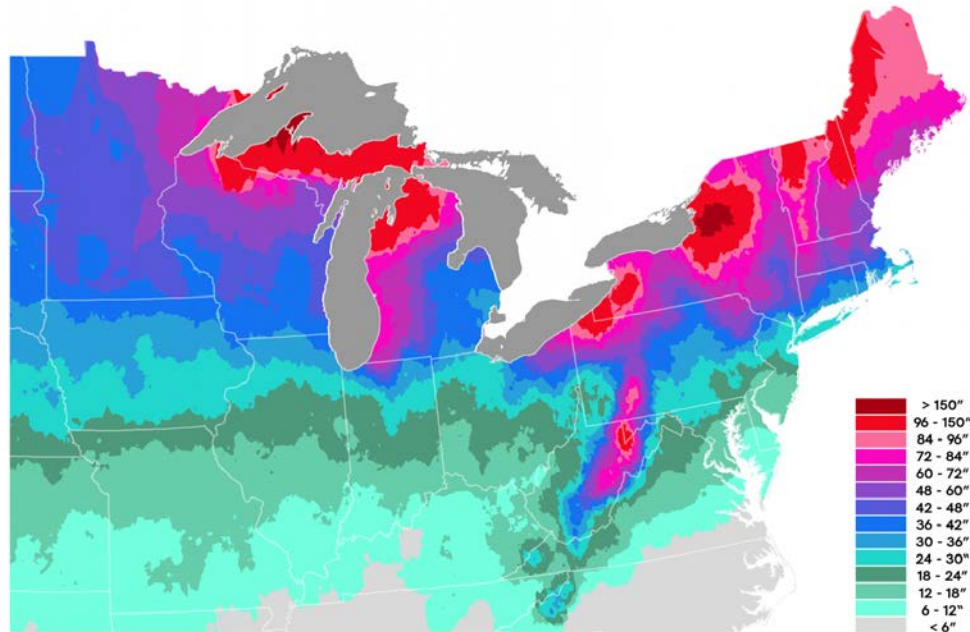 > 150"
96 - 150"
84 - 96"
72 - 84"
60 - 72"
48 - 60"
42 - 48"
36 - 42"
30 - 36"
24 - 30"
18 - 24"
12 - 18"
6 - 12"
< 6"